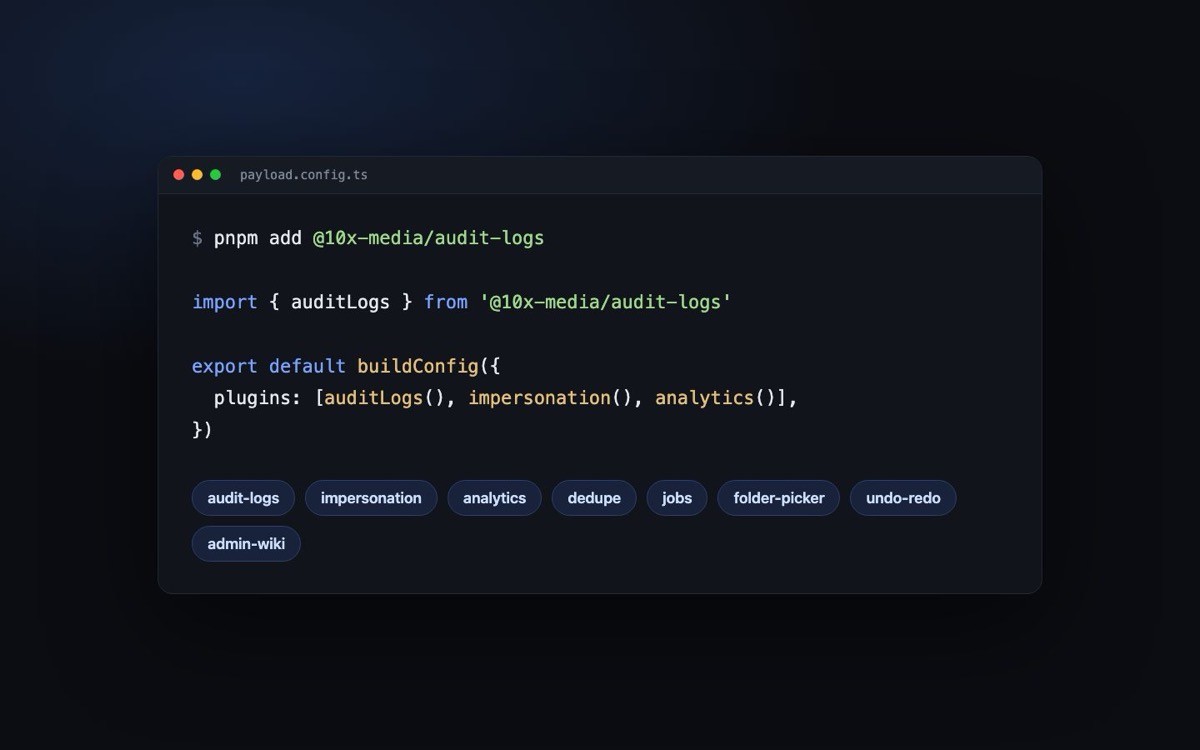 payload.config.ts
$ pnpm add @10x-media/audit-logs
import { auditLogs } from '@10x-media/audit-logs'
export default buildConfig({
  plugins: [auditLogs(), impersonation(), analytics()],
})
audit-logs impersonation analytics dedupe jobs folder-picker undo-redo
admin-wiki